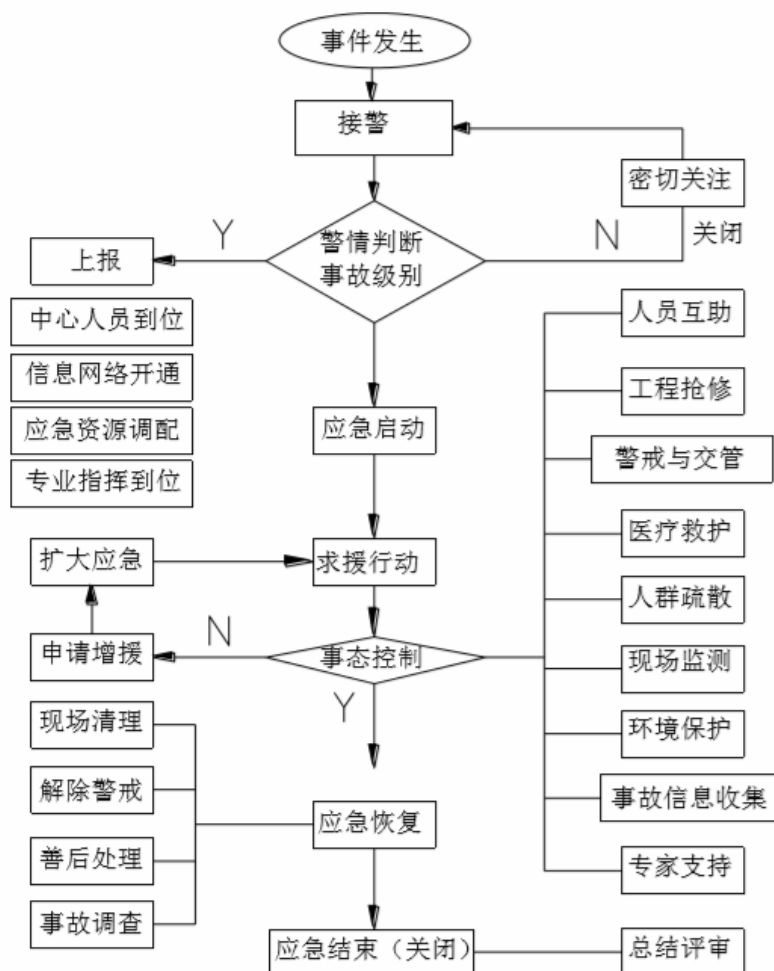 事件发生
接警
密切关注
关闭
Y
警情判断
事故级别
N
上报
中心人员到位
信息网络开通
应急资源调配
专业指挥到位
人员互助
工程抢修
应急启动
警戒与交管
医疗救护
扩大应急
求援行动
人群疏散
申请增援
N
事态控制
现场监测
Y
现场清理
环境保护
解除警戒
应急恢复
事故信息收集
善后处理
专家支持
事故调查
应急结束（关闭）
总结评审